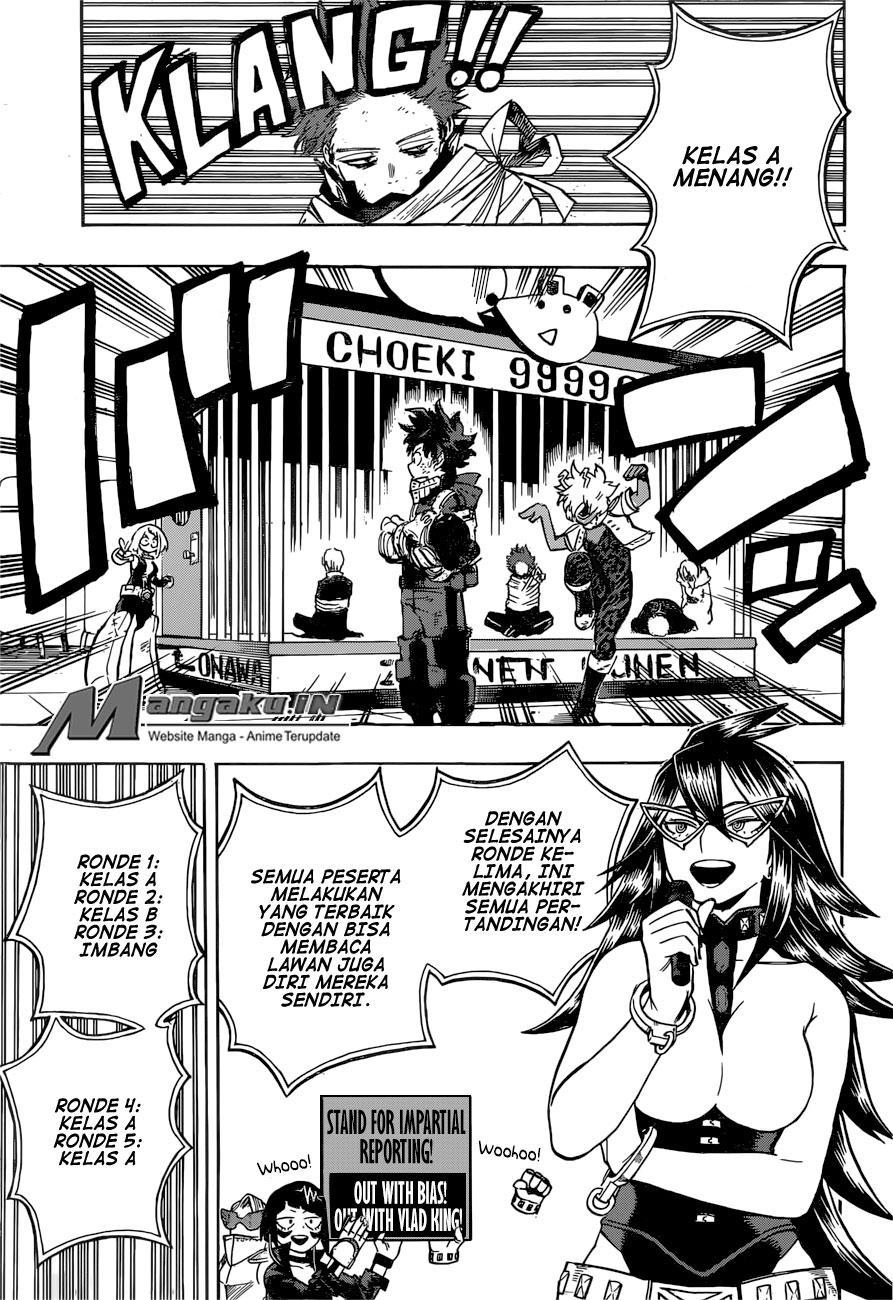 KLANG!!
KELAS A
MENANG!!
CHOEKI 9999
LONAWA
UNEN
Mangaku.in
Website Manga - Anime Terupdate
DENGAN
SELESAINYA
RONDE KE-
LIMA, INI
MENGAKHIRI
SEMUA PER-
TANDINGAN!
SEMUA PESERTA
MELAKUKAN
YANG TERBAIK
DENGAN BISA
MEMBACA
LAWAN JUGA
DIRI MEREKA
SENDIRI.
RONDE 1:
KELAS A
RONDE 2:
KELAS B
RONDE 3:
IMBANG
RONDE 4:
KELAS A
RONDE 5:
KELAS A
Whooo!
STAND FOR IMPARTIAL
REPORTING!
OUT WITH BIAS!
OUT WITH VLAD KING!
Woohoo!